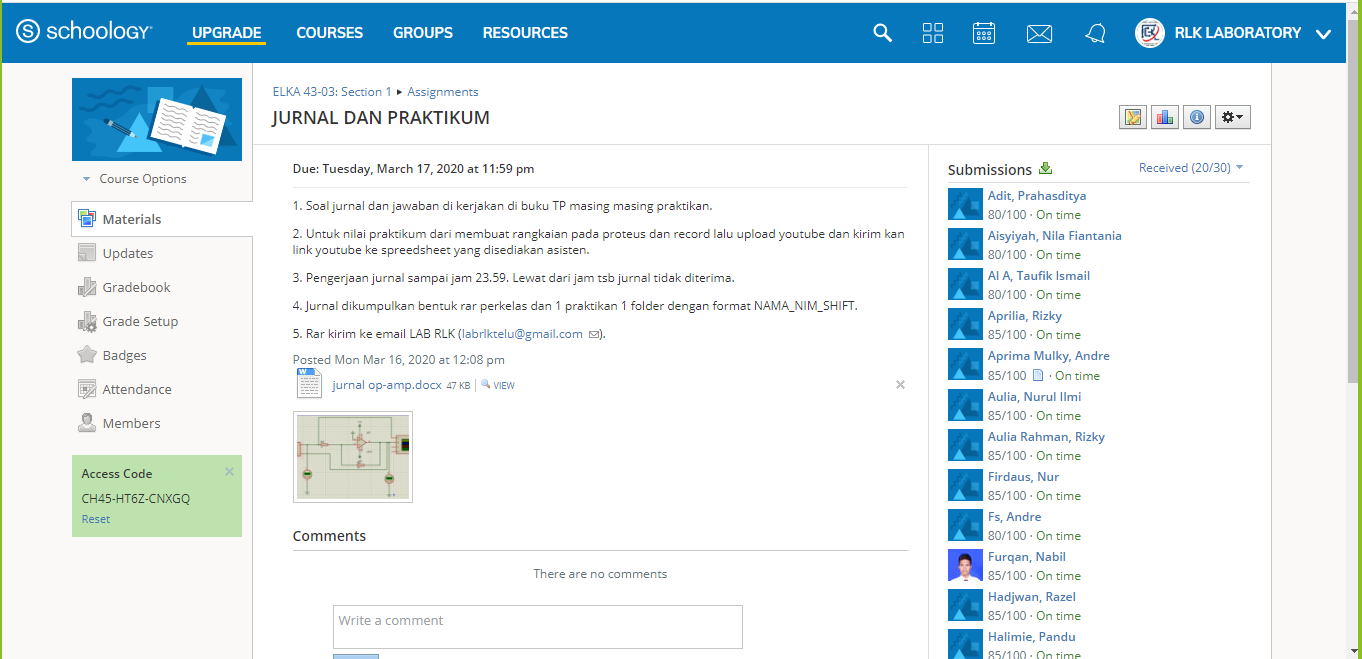 schoology
UPGRADE
COURSES
GROUPS
RESOURCES
RLK LABORATORY
Course Options
Materials
Updates
Gradebook
Grade Setup
Badges
Attendance
Members
Access Code
CH45-HT6Z-CNXGQ
Reset
ELKA 43-03: Section 1 ▸ Assignments
JURNAL DAN PRAKTIKUM
Due: Tuesday, March 17, 2020 at 11:59 pm
1. Soal jurnal dan jawaban di kerjakan di buku TP masing masing praktikan.
2. Untuk nilai praktikum dari membuat rangkaian pada proteus dan record lalu upload youtube dan kirim kan
link youtube ke spreedsheet yang disediakan asisten.
3. Pengerjaan jurnal sampai jam 23.59. Lewat dari jam tsb jurnal tidak diterima.
4. Jurnal dikumpulkan bentuk rar perkelas dan 1 praktikan 1 folder dengan format NAMA_NIM_SHIFT.
5. Rar kirim ke email LAB RLK (labrlktelu@gmail.com ).
Posted Mon Mar 16, 2020 at 12:08 pm
jurnal op-amp.docx 47 KB VIEW
Comments
There are no comments
Write a comment
Submissions
Received (20/30)
Adit, Prahasditya
80/100 · On time
Aisyiyah, Nila Fiantania
80/100 · On time
Al A, Taufik Ismail
80/100 · On time
Aprilia, Rizky
85/100 · On time
Aprima Mulky, Andre
85/100 · On time
Aulia, Nurul Ilmi
85/100 · On time
Aulia Rahman, Rizky
85/100 · On time
Firdaus, Nur
85/100 · On time
Fs, Andre
80/100 · On time
Furqan, Nabil
85/100 · On time
Hadjwan, Razel
85/100 · On time
Halimie, Pandu
85/100 · On time